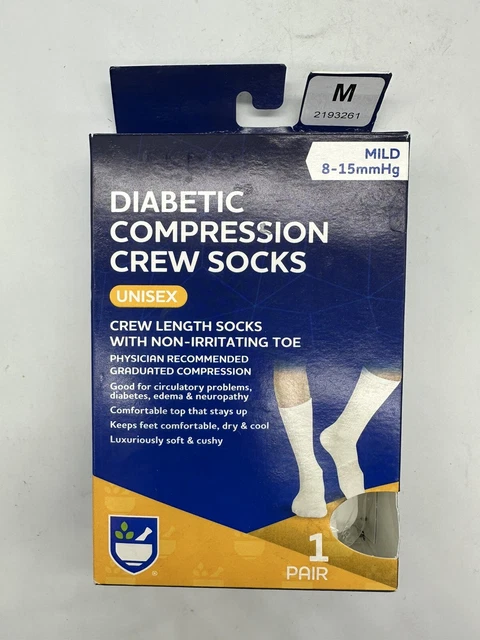 M
2193261
MILD
8-15mmHg
DIABETIC
COMPRESSION
CREW SOCKS
UNISEX
CREW LENGTH SOCKS
WITH NON-IRRITATING TOE
PHYSICIAN RECOMMENDED
GRADUATED COMPRESSION
Good for circulatory problems,
diabetes, edema & neuropathy
Comfortable top that stays up
Keeps feet comfortable, dry & cool
Luxuriously soft & cushy
1
PAIR